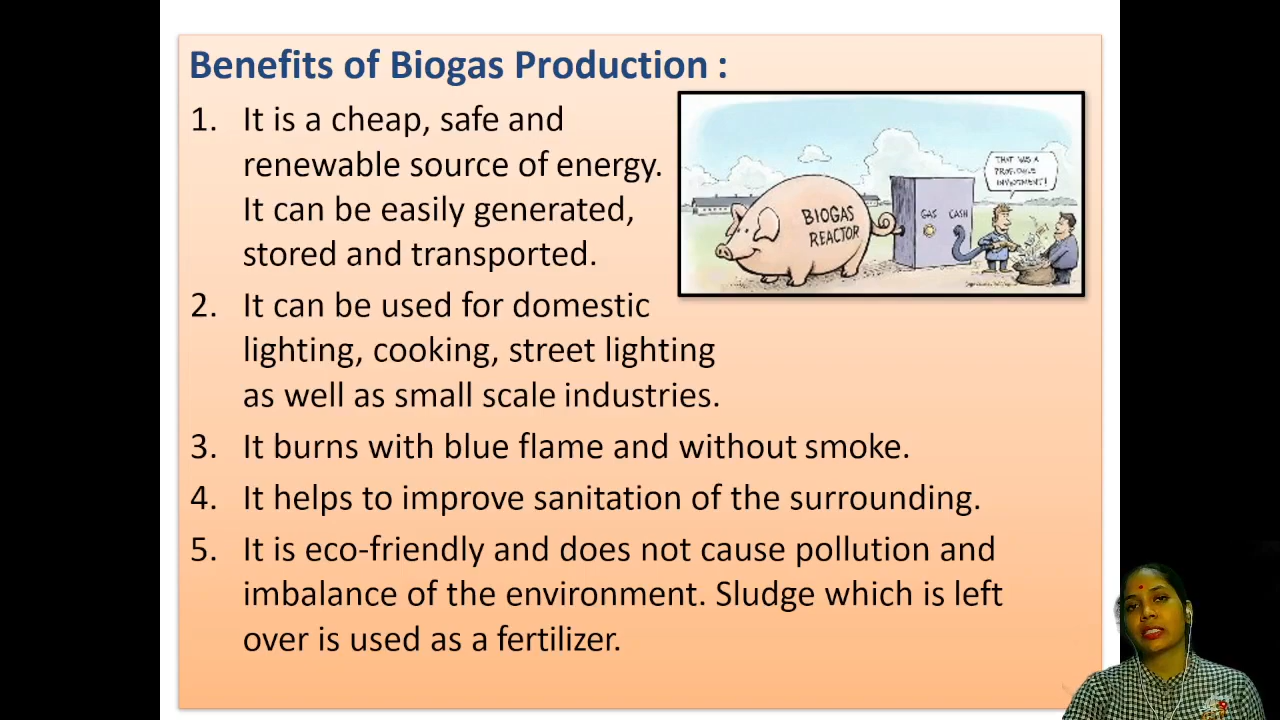 Benefits of Biogas Production :
1. It is a cheap, safe and
renewable source of energy.
It can be easily generated,
stored and transported.
THAT WAS A
PROFITABLE
INVESTMENT!
BIOGAS
REACTOR
GAS CASH
2. It can be used for domestic
lighting, cooking, street lighting
as well as small scale industries.
3. It burns with blue flame and without smoke.
4. It helps to improve sanitation of the surrounding.
5. It is eco-friendly and does not cause pollution and
imbalance of the environment. Sludge which is left
over is used as a fertilizer.